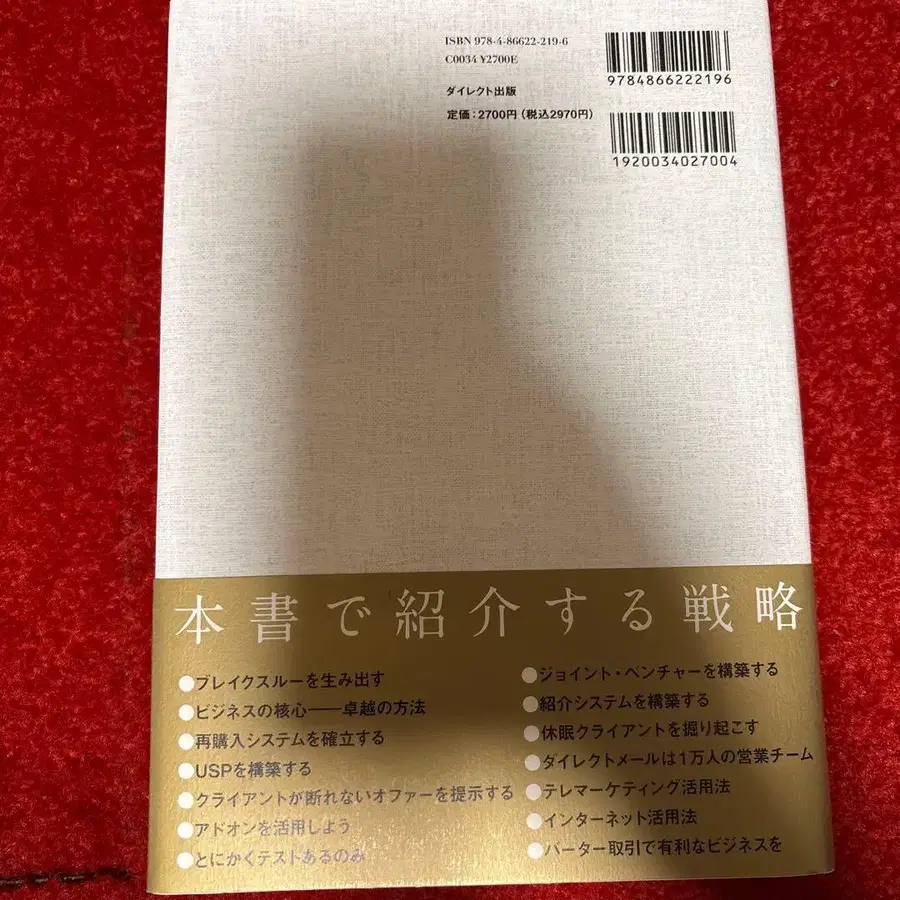 ISBN 978-4-86622-219-6
C0034 ¥2700E
ダイレクト出版
定価：2700円（税込2970円）
9784866222196
1920034027004
本書で紹介する戦略
●ブレイクスルーを生み出す
●ビジネスの核心――卓越の方法
●再購入システムを確立する
●USPを構築する
●クライアントが断れないオファーを提示する
●アドオンを活用しよう
●とにかくテストあるのみ
●ジョイント・ベンチャーを構築する
●紹介システムを構築する
●休眠クライアントを掘り起こす
●ダイレクトメールは1万人の営業チーム
●テレマーケティング活用法
●インターネット活用法
●バーター取引で有利なビジネスを